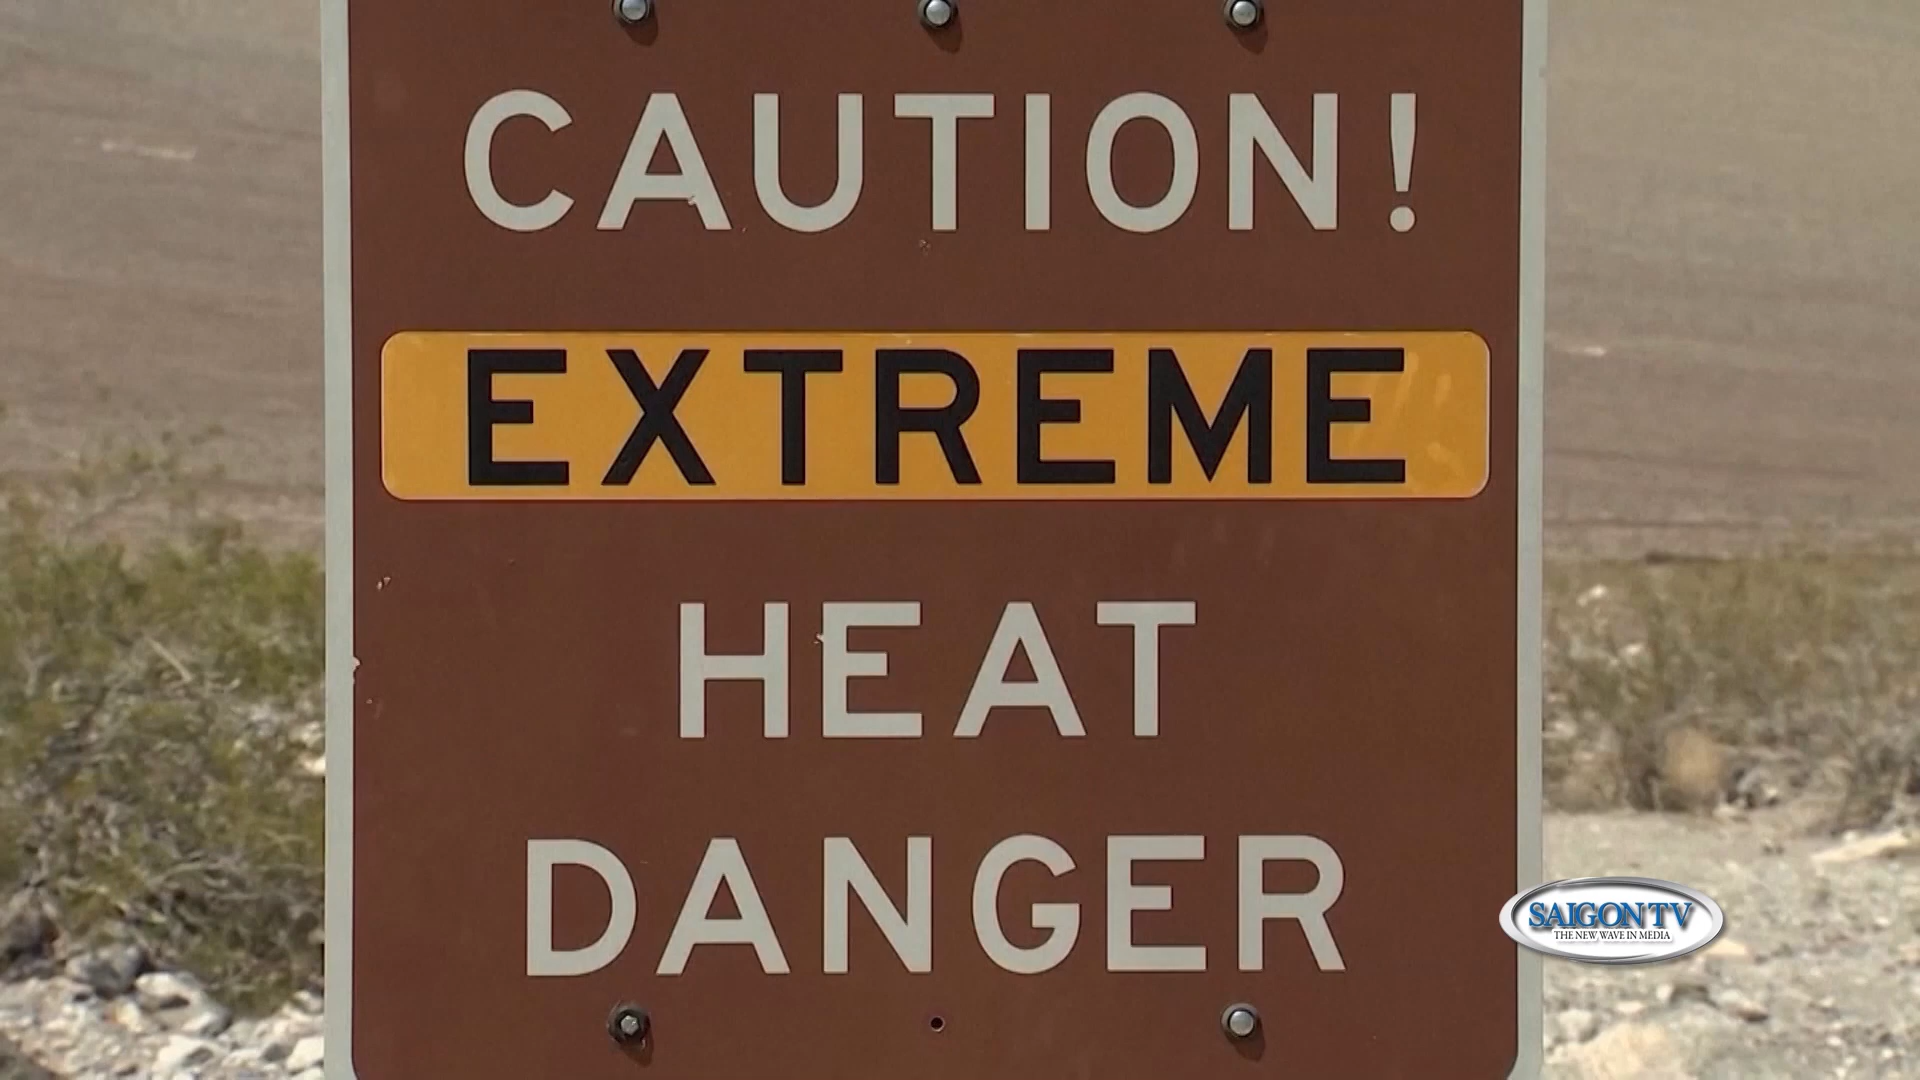 CAUTION!
EXTREME
HEAT
DANGER
SAIGON TV
THE NEW WAVE IN MEDIA